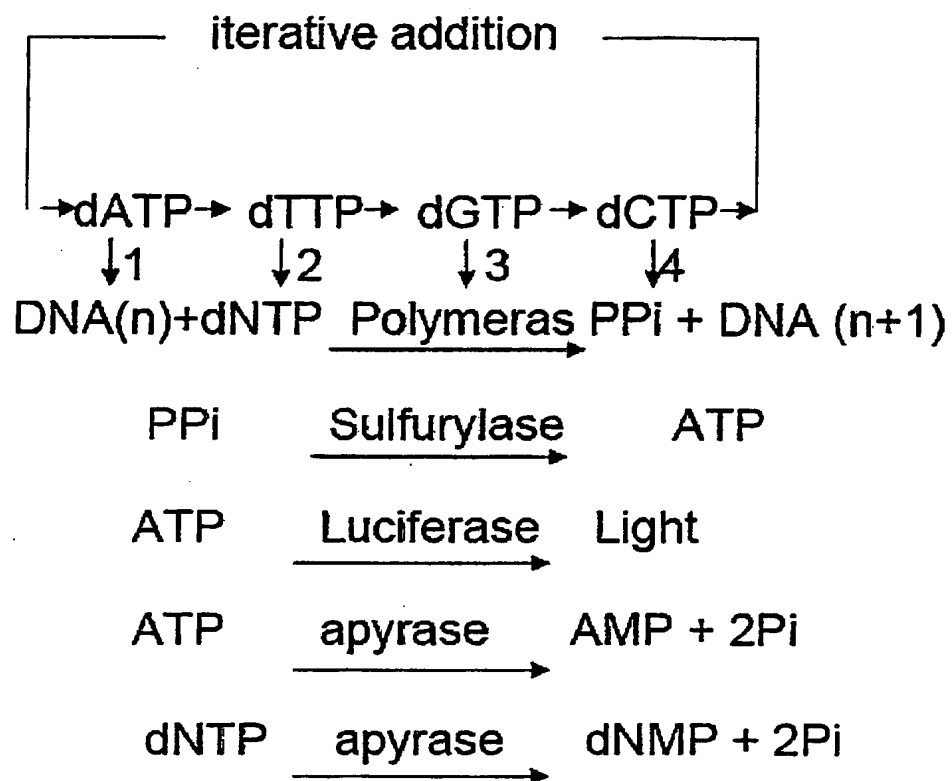 iterative addition
→dATP→ dTTP→ dGTP→ dCTP→
↓1 ↓2 ↓3 ↓4
DNA(n)+dNTP Polymeras PPi + DNA (n+1)
PPi Sulfurylase ATP
ATP Luciferase Light
ATP apyrase AMP + 2Pi
dNTP apyrase dNMP + 2Pi